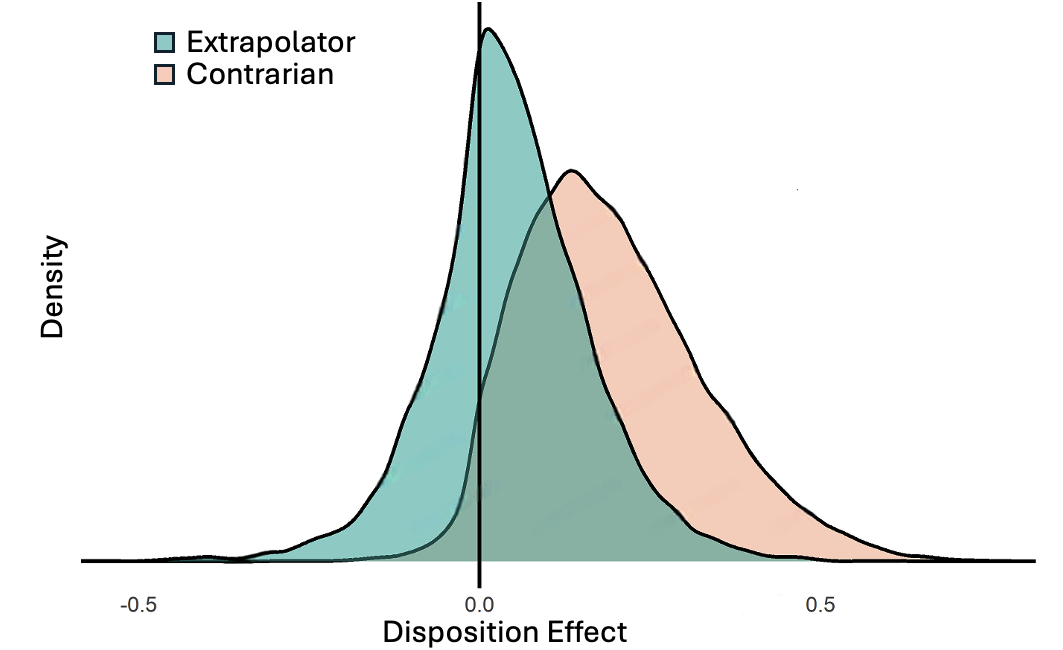 Extrapolator
Contrarian
Density
-0.5
0.0
0.5
Disposition Effect